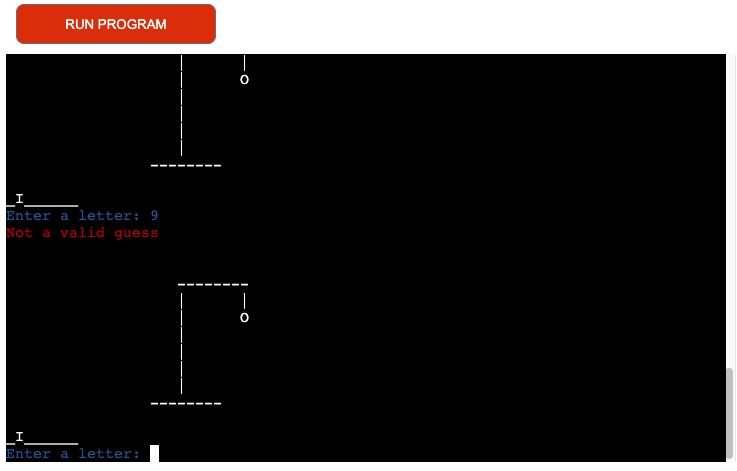 RUN PROGRAM
|      |
|      O
|
|
|
|
--------
_I______
Enter a letter: 9
Not a valid guess
--------
|      |
|      O
|
|
|
|
--------
_I______
Enter a letter: